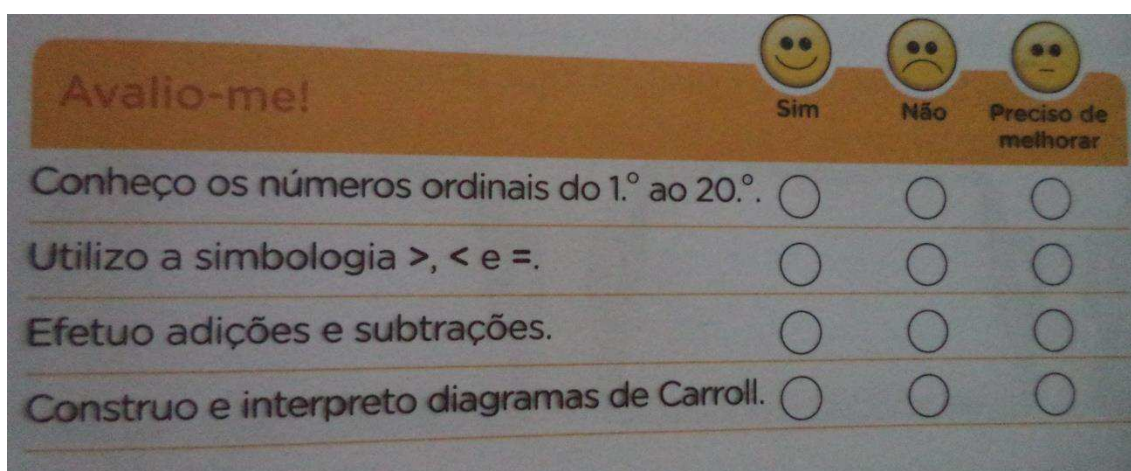 Avalio-me!
Sim
Não
Preciso de
melhorar
Conheço os números ordinais do 1.º ao 20.º.
Utilizo a simbologia >, < e =.
Efetuo adições e subtrações.
Construo e interpreto diagramas de Carroll.